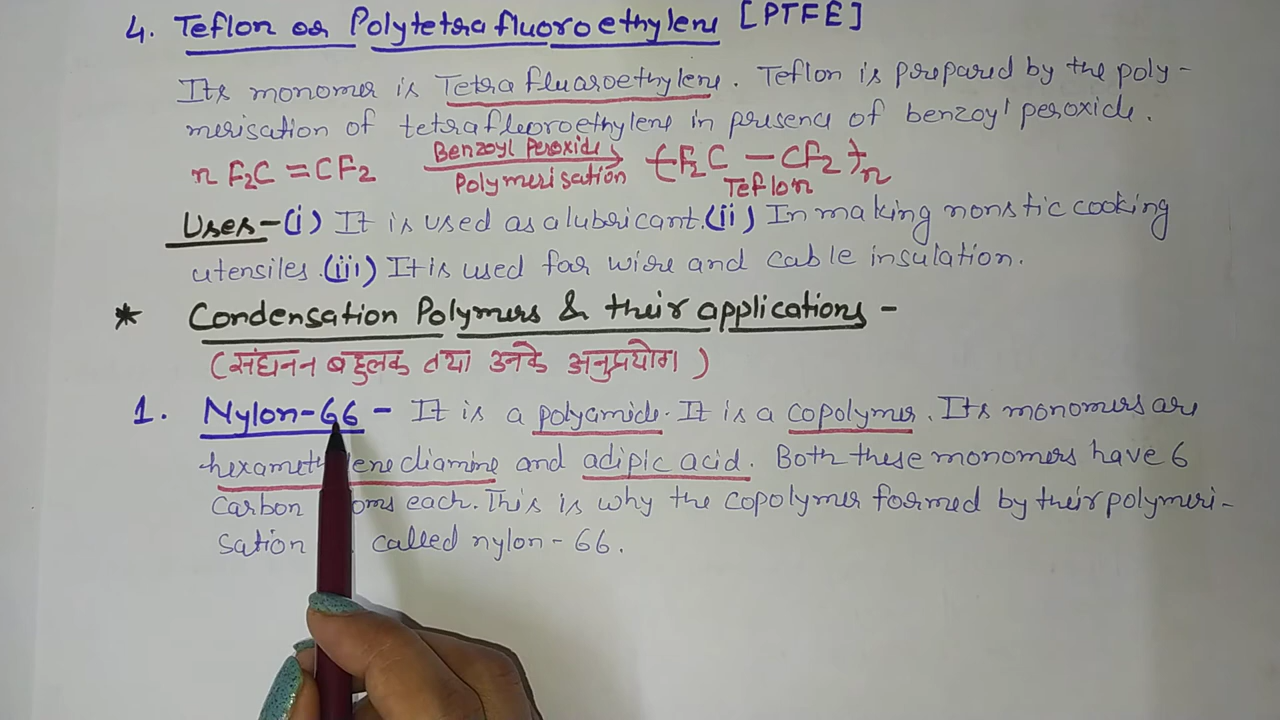 4. Teflon or Polytetrafluoroethylene [PTFE]
Its monomer is Tetrafluaroethylene. Teflon is prepared by the poly-
merisation of tetrafleoroethylene in presence of benzoyl peroxide.
n F₂C = CF₂ Benzoyl Peroxide Polymerisation (F₂C — CF₂)n
Teflon
Uses-(i) It is used as a lubricant.(ii) In making nonstic cooking
utensiles.(iii) It is used for wire and cable insulation.
* Condensation Polymers & their applications -
(संघनन बहुलक तथा उनके अनुप्रयोग)
1. Nylon-66 - It is a polyamide. It is a copolymer. Its monomers are
and adipic acid. Both these monomers have 6
Carbon each. This is why the copolymer formed by their polymeri-
sation called nylon-66.